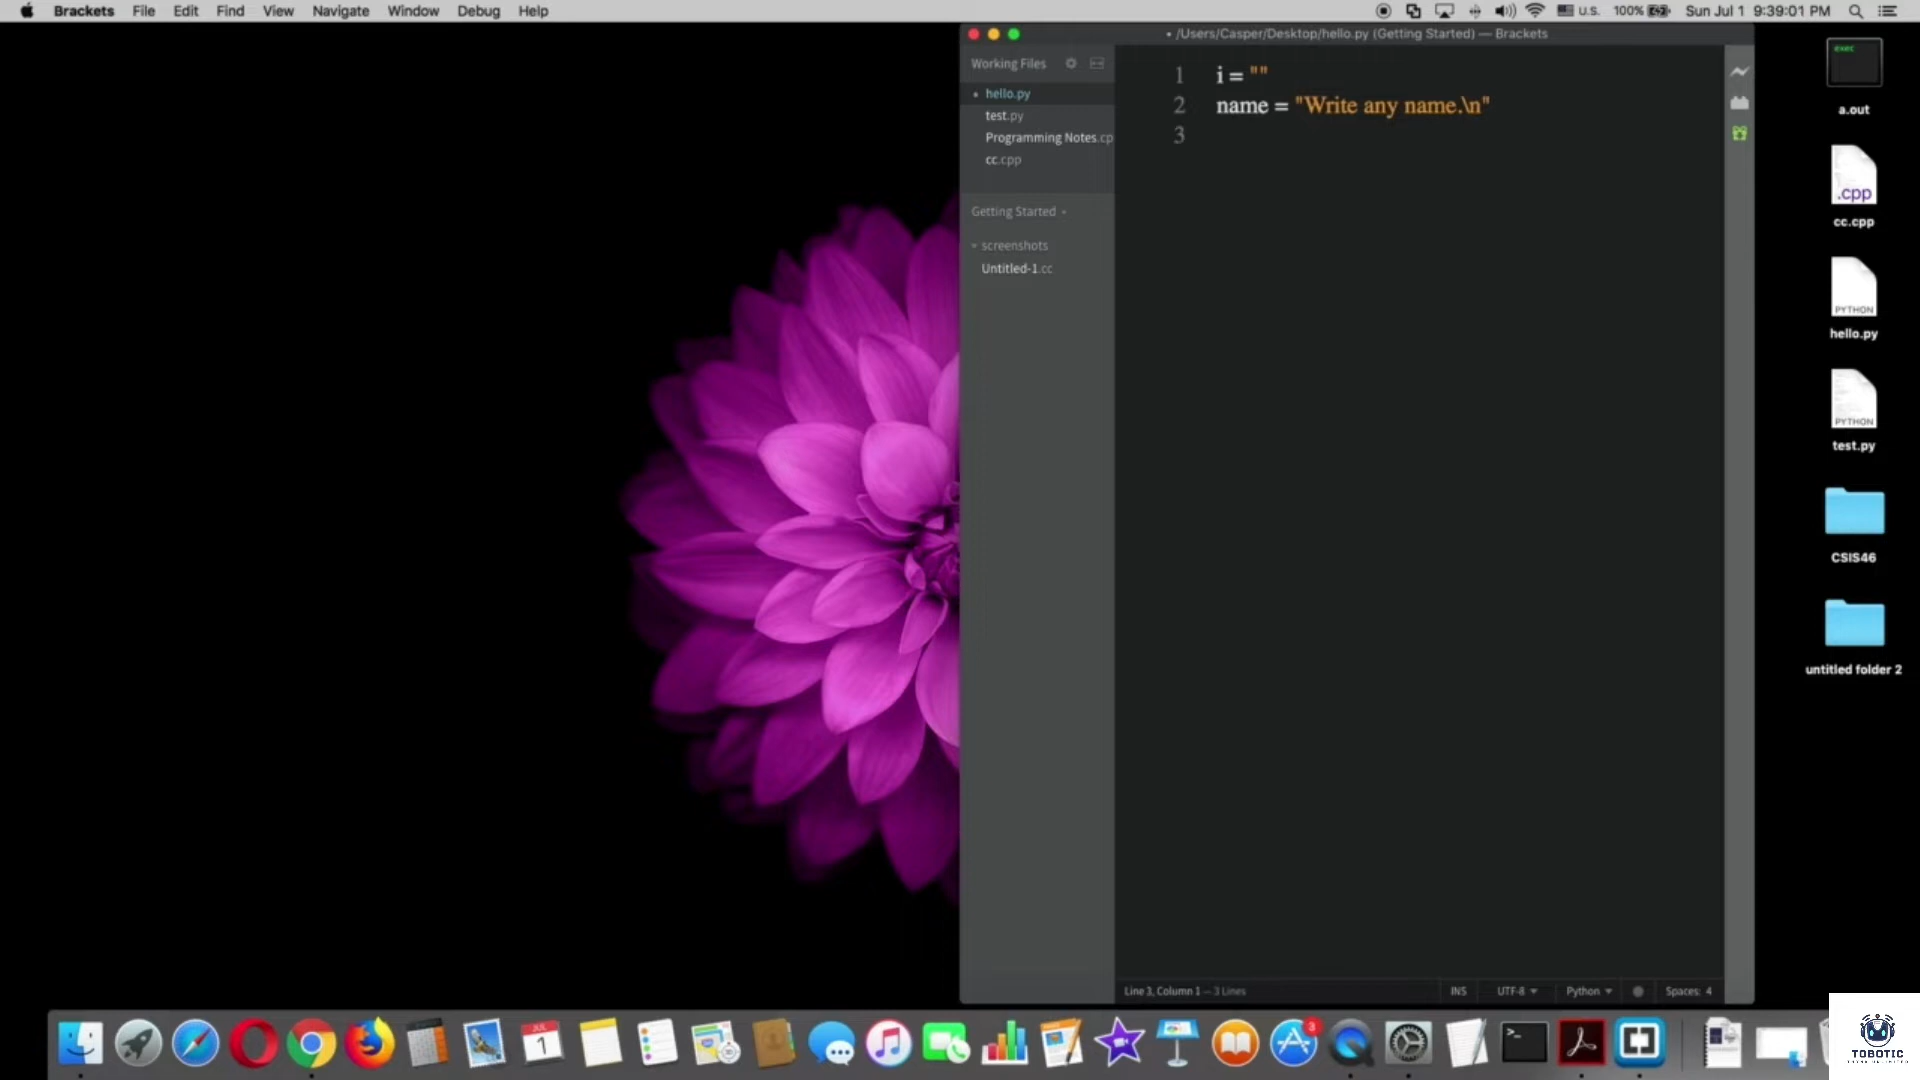 Brackets File Edit Find View Navigate Window Debug Help U.S. 100% Sun Jul 1 9:39:01 PM
• /Users/Casper/Desktop/hello.py (Getting Started) — Brackets
Working Files
• hello.py
test.py
Programming Notes.cp
cc.cpp
Getting Started
screenshots
Untitled-1.cc
1 i = ""
2 name = "Write any name.\n"
3
Line 3, Column 1 — 3 Lines INS UTF-8 Python Spaces: 4
exec
a.out
.cpp
cc.cpp
PYTHON
hello.py
PYTHON
test.py
CSIS46
untitled folder 2
JUL
1
3
>_
TOBOTIC